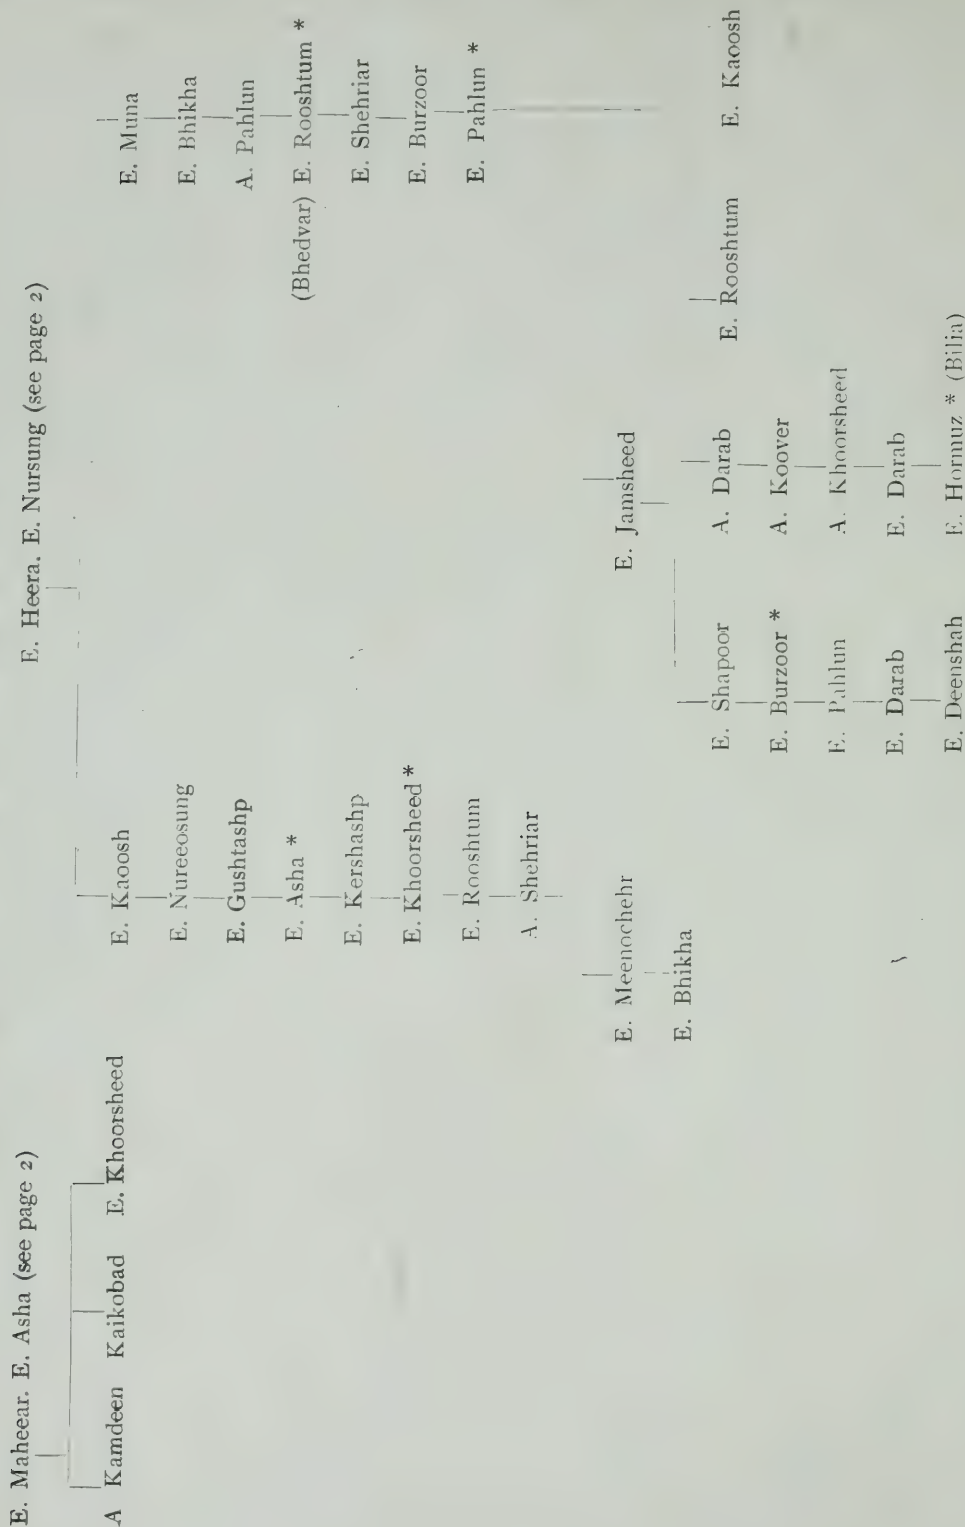 E. Maheear. E. Asha (see page 2)
A Kamdeen Kaikobad E. Khoorsheed
E. Heera. E. Nursung (see page 2)
E. Kaoosh
E. Nureeosung
E. Gushtashp
E. Asha *
E. Kershashp
E. Khoorsheed *
E. Rooshtum
A. Shehriar
E. Meenochehr
E. Bhikha
E. Muna
E. Bhikha
A. Pahlun
(Bhedvar) E. Rooshtum *
E. Shehriar
E. Burzoor
E. Pahlun *
E. Jamsheed
E. Shapoor
E. Burzoor *
E. Pahlun
E. Darab
E. Deenshah
A. Darab
A. Koover
A. Khoorsheed
E. Darab
E. Hormuz * (Bilia)
E. Rooshtum E. Kaoosh